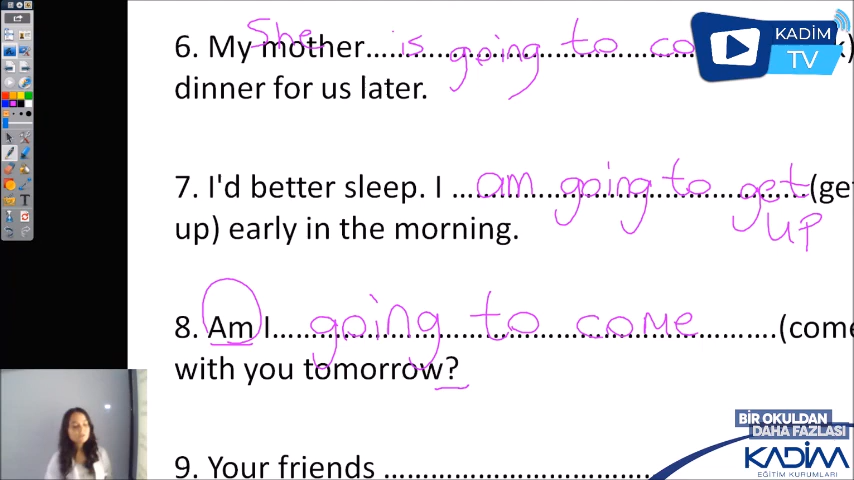 She
6. My mother.......is going to co
dinner for us later.
7. I'd better sleep. I ....am going to get.....(get
up
up) early in the morning.
8. Am I.......going to come.......(come
with you tomorrow?
9. Your friends ...............................
KADİM
TV
BİR OKULDAN
DAHA FAZLASI
KADİM
EĞİTİM KURUMLARI